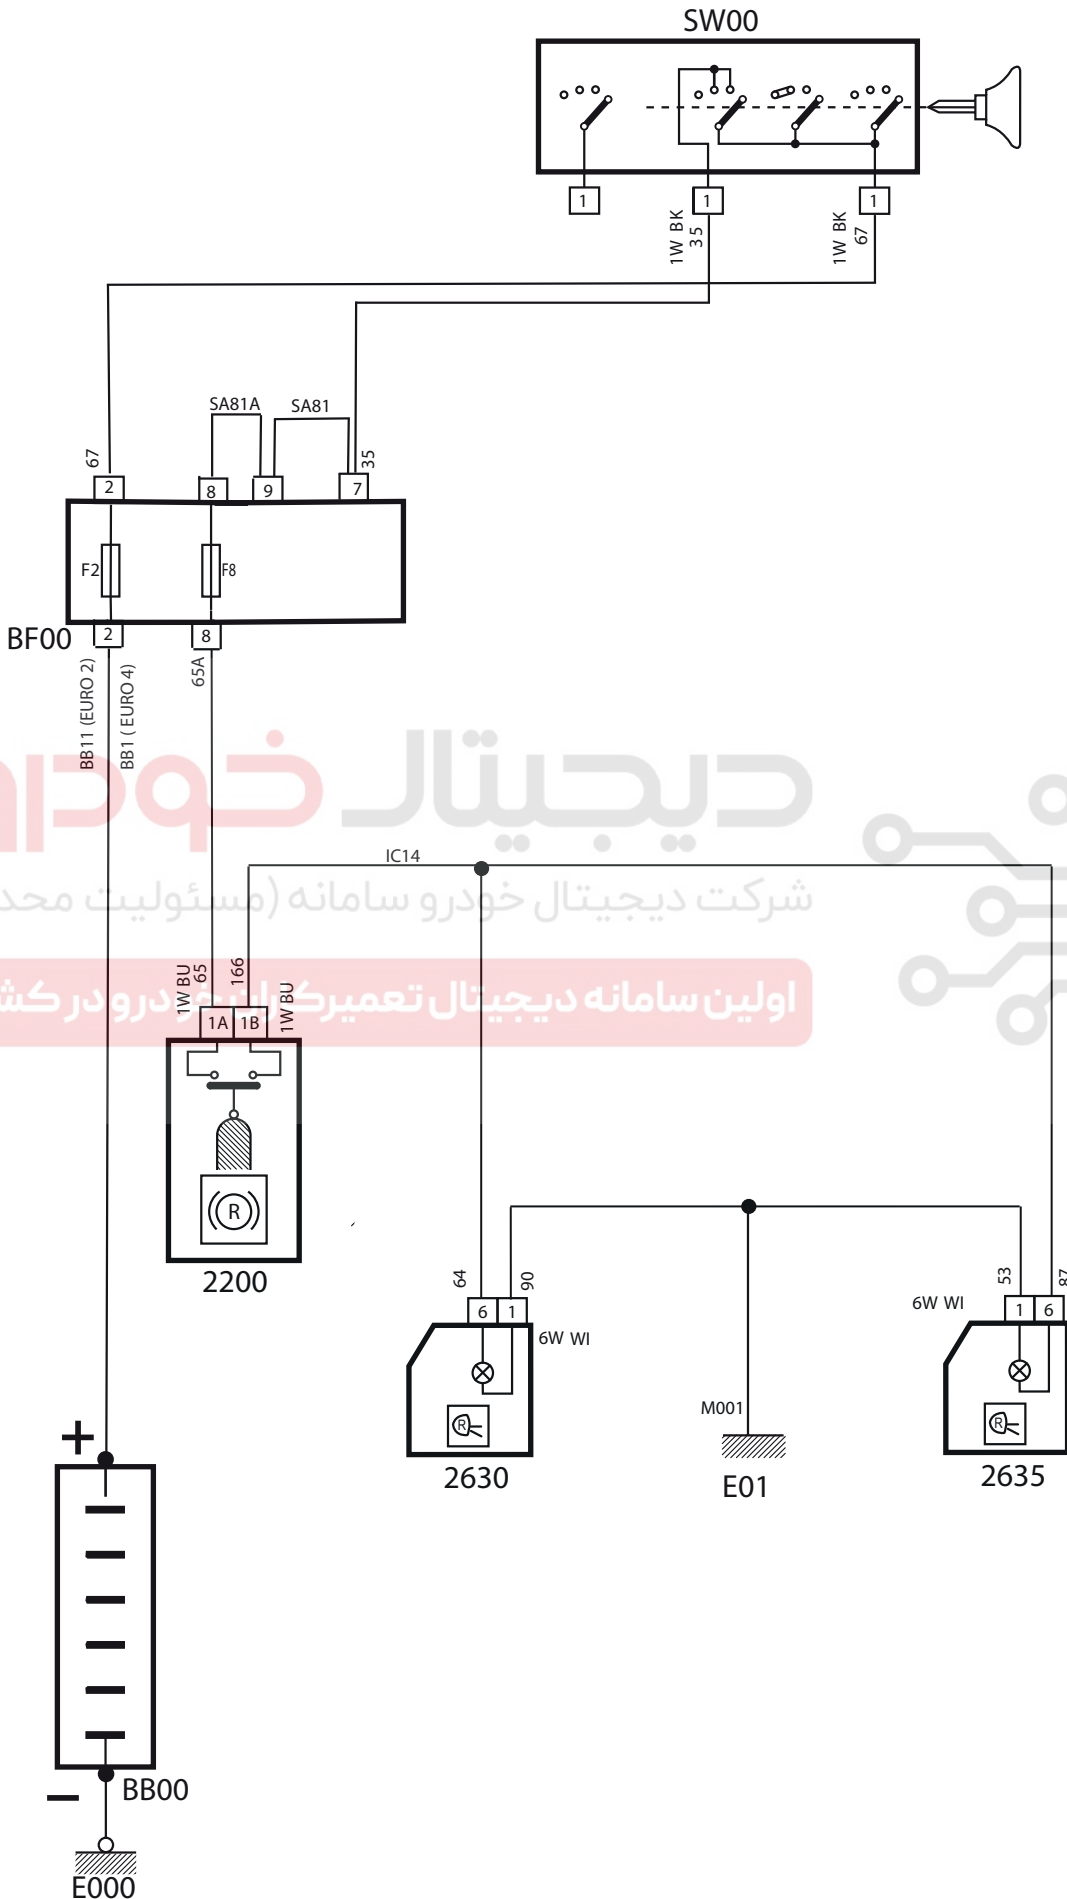 SW00
1
1
1
1W BK
35
1W BK
67
SA81A
SA81
67
35
2
8
9
7
F2
F8
BF00
2
8
BB11 (EURO 2)
BB1 ( EURO 4)
65A
دیجیتال خودرو
IC14
شرکت دیجیتال خودرو سامانه (مسئولیت
اولین سامانه دیجیتال تعمیرکاران خودرو در
1W BU
65
166
1W BU
1A
1B
R
2200
64
90
53
87
6
1
6W WI
6W WI
1
6
R
R
M001
2630
E01
2635
+
BB00
−
E000